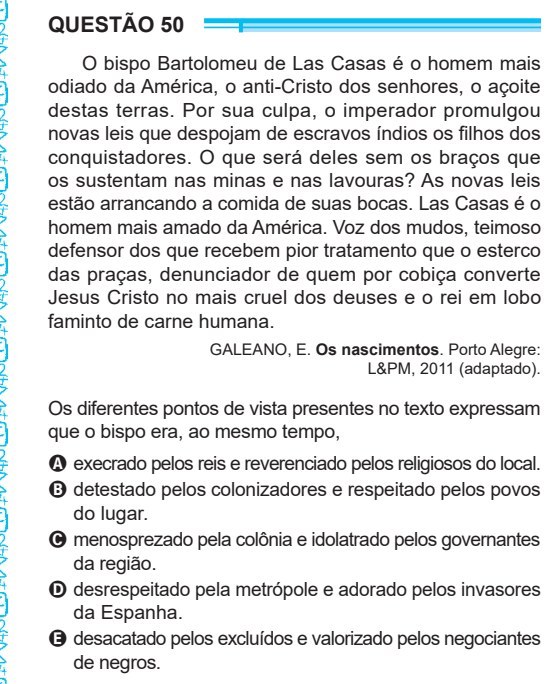 QUESTÃO 50
O bispo Bartolomeu de Las Casas é o homem mais
odiado da América, o anti-Cristo dos senhores, o açoite
destas terras. Por sua culpa, o imperador promulgou
novas leis que despojam de escravos índios os filhos dos
conquistadores. O que será deles sem os braços que
os sustentam nas minas e nas lavouras? As novas leis
estão arrancando a comida de suas bocas. Las Casas é o
homem mais amado da América. Voz dos mudos, teimoso
defensor dos que recebem pior tratamento que o esterco
das praças, denunciador de quem por cobiça converte
Jesus Cristo no mais cruel dos deuses e o rei em lobo
faminto de carne humana.
GALEANO, E. Os nascimentos. Porto Alegre:
L&PM, 2011 (adaptado).
Os diferentes pontos de vista presentes no texto expressam
que o bispo era, ao mesmo tempo,
A execrado pelos reis e reverenciado pelos religiosos do local.
B detestado pelos colonizadores e respeitado pelos povos
do lugar.
C menosprezado pela colônia e idolatrado pelos governantes
da região.
D desrespeitado pela metrópole e adorado pelos invasores
da Espanha.
E desacatado pelos excluídos e valorizado pelos negociantes
de negros.